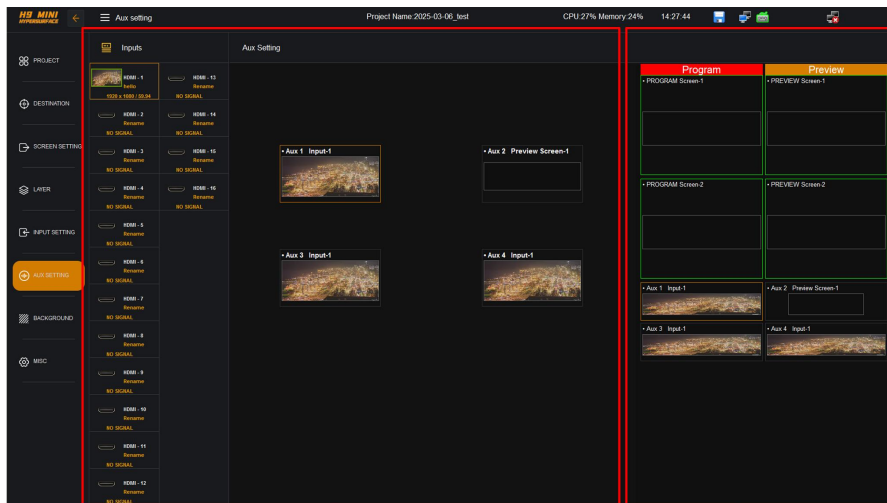 H9 MINI
HYPERSURFACE
Aux setting
Project Name:2025-03-06_test
CPU:27% Memory:24%
14:27:44
PROJECT
DESTINATION
SCREEN SETTING
LAYER
INPUT SETTING
AUX SETTING
BACKGROUND
MISC
Inputs
HDMI - 1
hello
1920 x 1080 / 59.94
HDMI - 2
Rename
NO SIGNAL
HDMI - 3
Rename
NO SIGNAL
HDMI - 4
Rename
NO SIGNAL
HDMI - 5
Rename
NO SIGNAL
HDMI - 6
Rename
NO SIGNAL
HDMI - 7
Rename
NO SIGNAL
HDMI - 8
Rename
NO SIGNAL
HDMI - 9
Rename
NO SIGNAL
HDMI - 10
Rename
NO SIGNAL
HDMI - 11
Rename
NO SIGNAL
HDMI - 12
Rename
NO SIGNAL
HDMI - 13
Rename
NO SIGNAL
HDMI - 14
Rename
NO SIGNAL
HDMI - 15
Rename
NO SIGNAL
HDMI - 16
Rename
NO SIGNAL
Aux Setting
• Aux 1 Input-1
• Aux 2 Preview Screen-1
• Aux 3 Input-1
• Aux 4 Input-1
Program
Preview
• PROGRAM Screen-1
• PREVIEW Screen-1
• PROGRAM Screen-2
• PREVIEW Screen-2
• Aux 1 Input-1
• Aux 2 Preview Screen-1
• Aux 3 Input-1
• Aux 4 Input-1